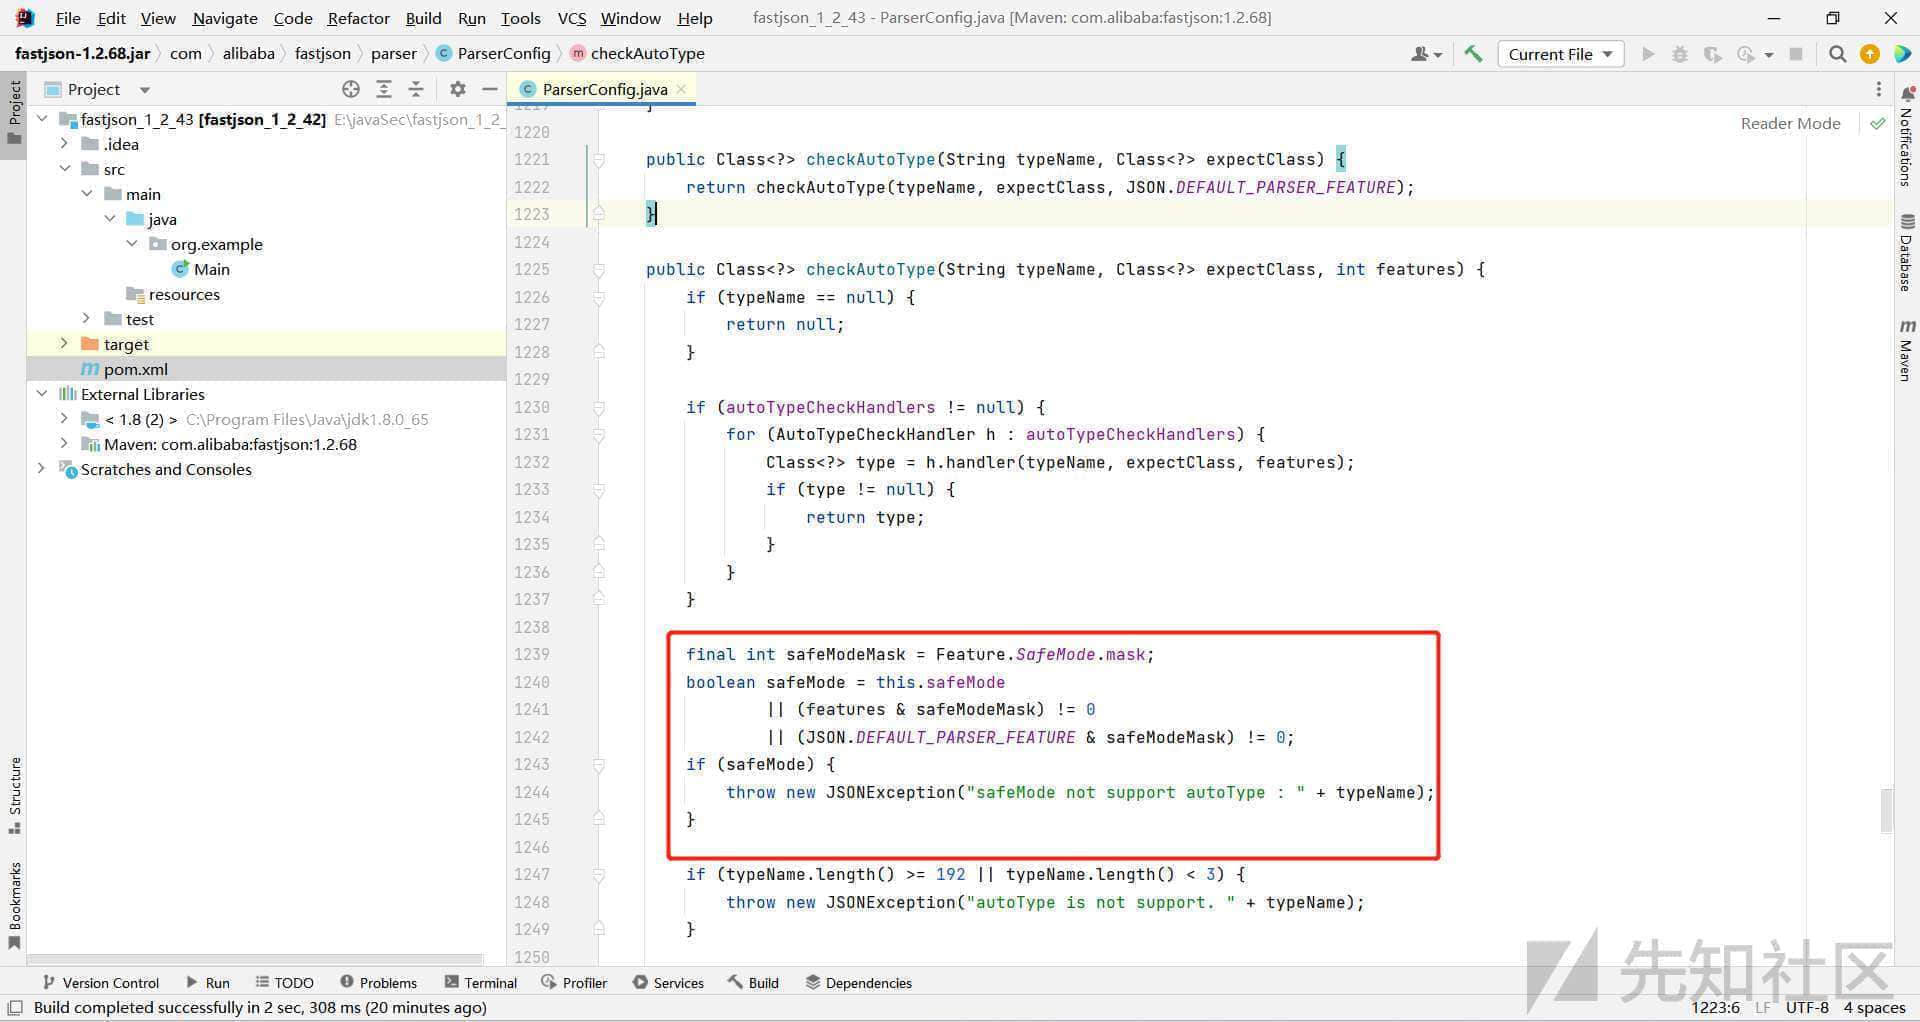 File Edit View Navigate Code Refactor Build Run Tools VCS Window Help fastjson_1_2_43 - ParserConfig.java [Maven: com.alibaba:fastjson:1.2.68]
fastjson-1.2.68.jar com alibaba fastjson parser ParserConfig checkAutoType Current File
Project
ParserConfig.java
Reader Mode
Project
Structure
Bookmarks
Notifications
Database
Maven
fastjson_1_2_43 [fastjson_1_2_42] E:\javaSec\fastjson_1_2_
.idea
src
main
java
org.example
Main
resources
test
target
pom.xml
External Libraries
< 1.8 (2) > C:\Program Files\Java\jdk1.8.0_65
Maven: com.alibaba:fastjson:1.2.68
Scratches and Consoles
1219 }
1220
1221 public Class<?> checkAutoType(String typeName, Class<?> expectClass) {
1222 return checkAutoType(typeName, expectClass, JSON.DEFAULT_PARSER_FEATURE);
1223 }
1224
1225 public Class<?> checkAutoType(String typeName, Class<?> expectClass, int features) {
1226 if (typeName == null) {
1227 return null;
1228 }
1229
1230 if (autoTypeCheckHandlers != null) {
1231 for (AutoTypeCheckHandler h : autoTypeCheckHandlers) {
1232 Class<?> type = h.handler(typeName, expectClass, features);
1233 if (type != null) {
1234 return type;
1235 }
1236 }
1237 }
1238
1239 final int safeModeMask = Feature.SafeMode.mask;
1240 boolean safeMode = this.safeMode
1241 || (features & safeModeMask) != 0
1242 || (JSON.DEFAULT_PARSER_FEATURE & safeModeMask) != 0;
1243 if (safeMode) {
1244 throw new JSONException("safeMode not support autoType : " + typeName);
1245 }
1246
1247 if (typeName.length() >= 192 || typeName.length() < 3) {
1248 throw new JSONException("autoType is not support. " + typeName);
1249 }
1250
先知社区
Version Control Run TODO Problems Terminal Profiler Services Build Dependencies
Build completed successfully in 2 sec, 308 ms (20 minutes ago) 1223:6 LF UTF-8 4 spaces